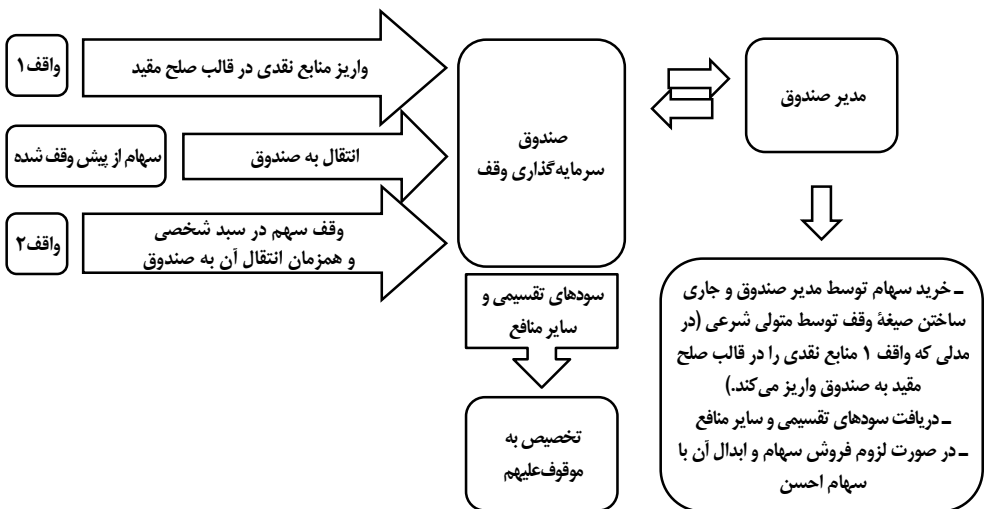 واقف۱
واریز منابع نقدی در قالب صلح مقید
سهام از پیش وقف شده
انتقال به صندوق
واقف۲
وقف سهم در سبد شخصی
و همزمان انتقال آن به صندوق
صندوق
سرمایه‌گذاری وقف
مدیر صندوق
سودهای تقسیمی و
سایر منافع
تخصیص به
موقوف‌علیهم
ـ خرید سهام توسط مدیر صندوق و جاری
ساختن صیغهٔ وقف توسط متولی شرعی (در
مدلی که واقف ۱ منابع نقدی را در قالب صلح
مقید به صندوق واریز می‌کند.)
ـ دریافت سودهای تقسیمی و سایر منافع
ـ در صورت لزوم فروش سهام و ابدال آن با
سهام احسن